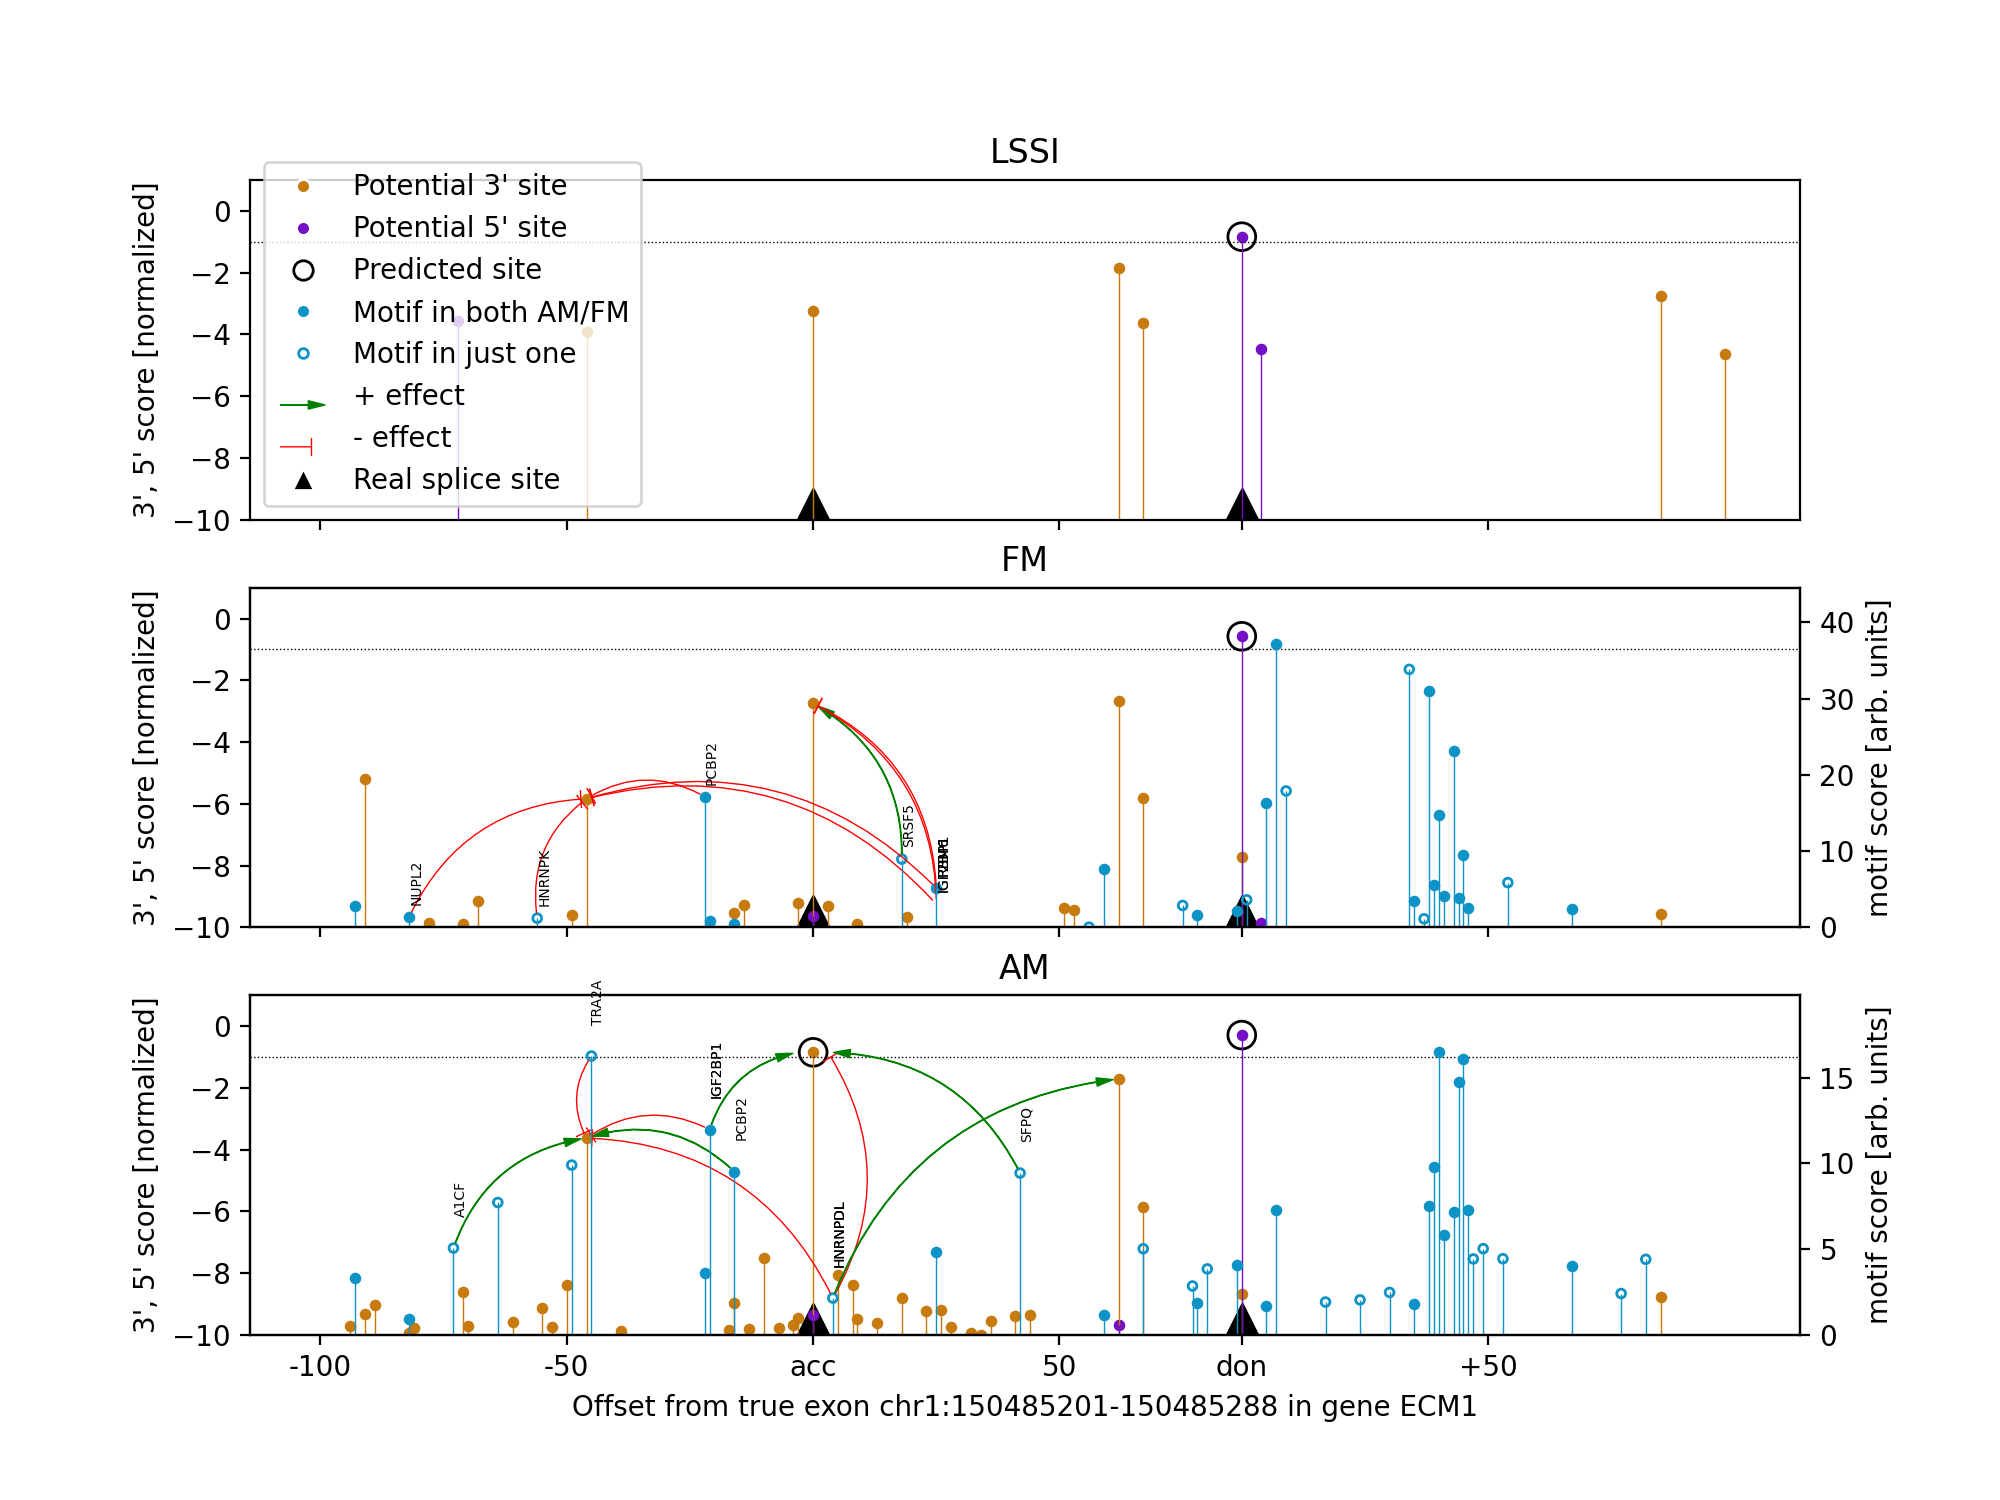 LSSI
3', 5' score [normalized]
0
−2
−4
−6
−8
−10
Potential 3' site
Potential 5' site
Predicted site
Motif in both AM/FM
Motif in just one
+ effect
- effect
Real splice site
FM
3', 5' score [normalized]
0
−2
−4
−6
−8
−10
NUPL2
HNRNPK
PCBP2
SRSF5
40
30
20
10
0
motif score [arb. units]
AM
3', 5' score [normalized]
0
−2
−4
−6
−8
−10
A1CF
TRA2A
IGF2BP1
PCBP2
HNRNPDL
SFPQ
15
10
5
0
motif score [arb. units]
-100
-50
acc
50
don
+50
Offset from true exon chr1:150485201-150485288 in gene ECM1